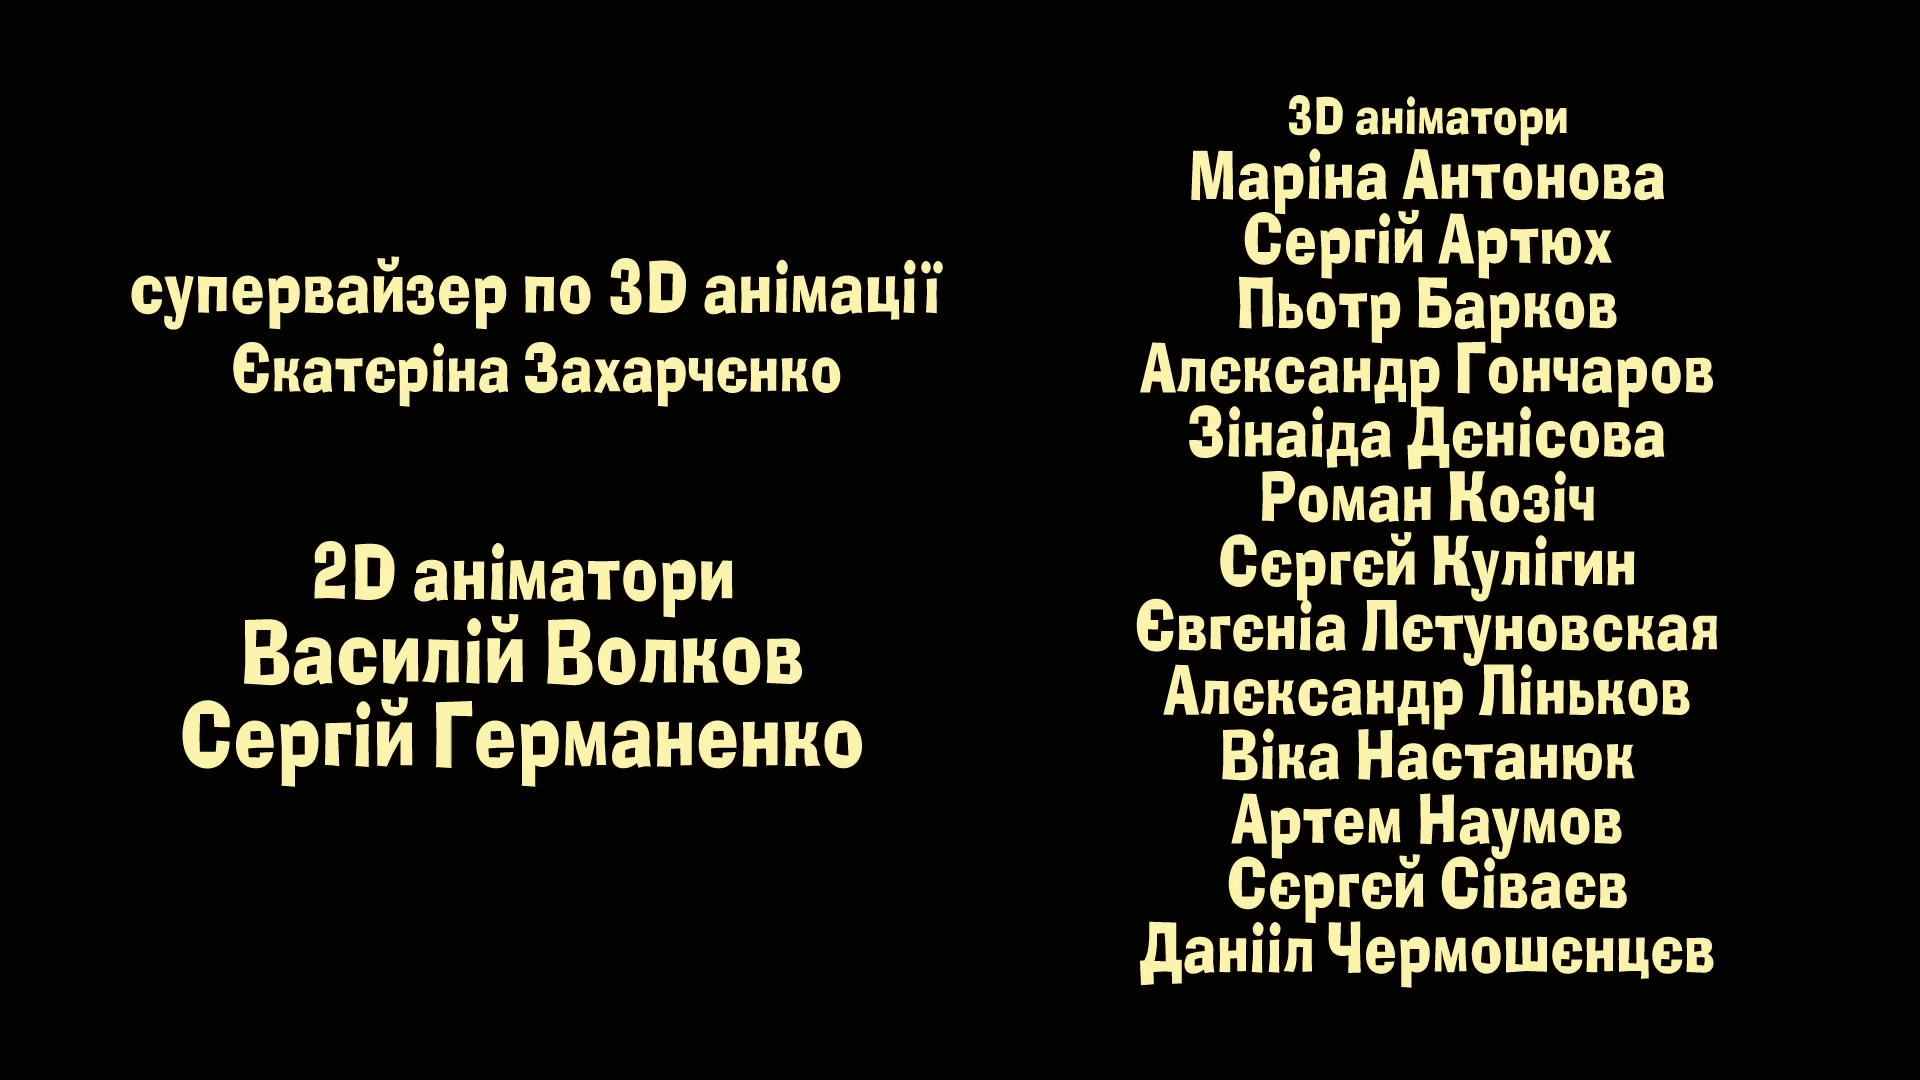 супервайзер по 3D анімації
Єкатєріна Захарчєнко
2D аніматори
Василій Волков
Сергій Германенко
3D аніматори
Маріна Антонова
Сергій Артюх
Пьотр Барков
Алєксандр Гончаров
Зінаіда Дєнісова
Роман Козіч
Сєргєй Кулігин
Євгєніа Лєтуновская
Алєксандр Ліньков
Віка Настанюк
Артем Наумов
Сєргєй Сіваєв
Данііл Чермошєнцєв